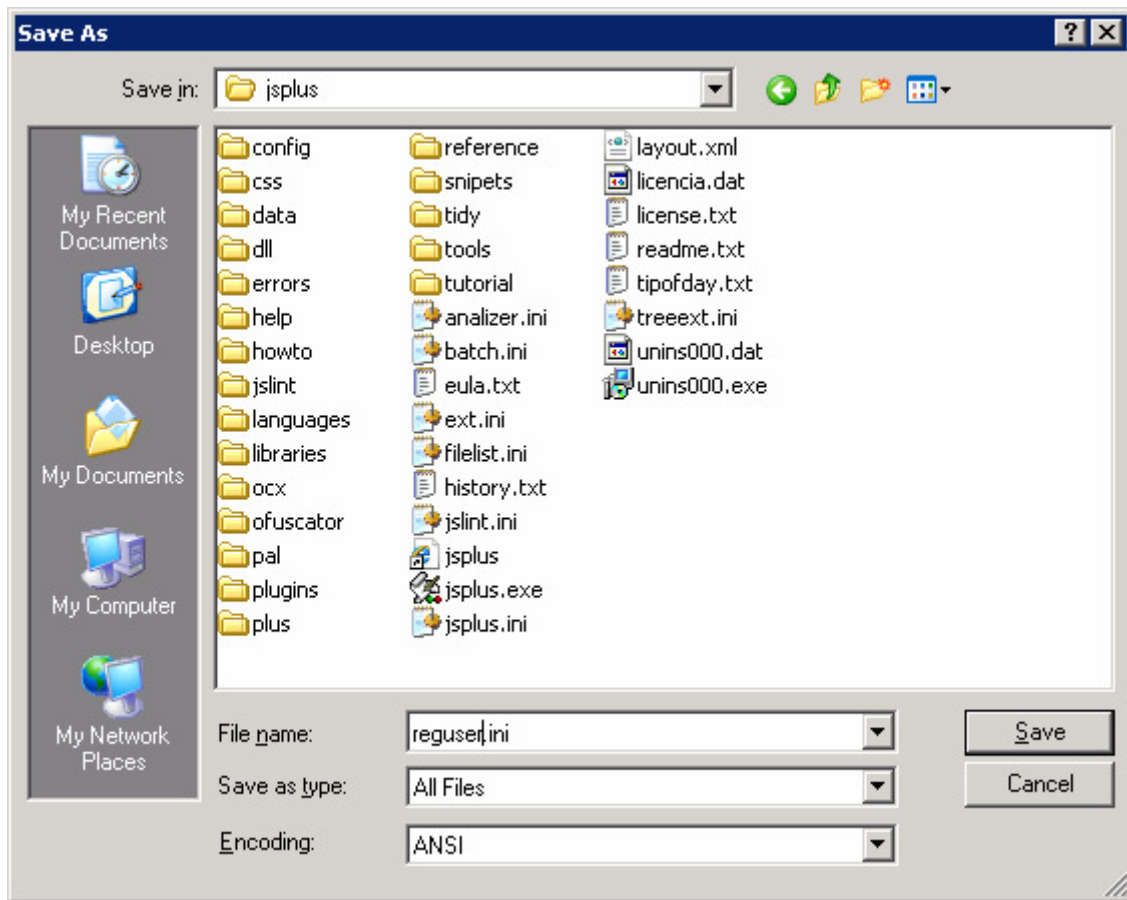 Save As
Save in: jsplus
My Recent
Documents
Desktop
My Documents
My Computer
My Network
Places
config
css
data
dll
errors
help
howto
jslint
languages
libraries
ocx
ofuscator
pal
plugins
plus
reference
snipets
tidy
tools
tutorial
analizer.ini
batch.ini
eula.txt
ext.ini
filelist.ini
history.txt
jslint.ini
jsplus
jsplus.exe
jsplus.ini
layout.xml
licencia.dat
license.txt
readme.txt
tipofday.txt
treeext.ini
unins000.dat
unins000.exe
File name: reguser.ini Save
Save as type: All Files Cancel
Encoding: ANSI